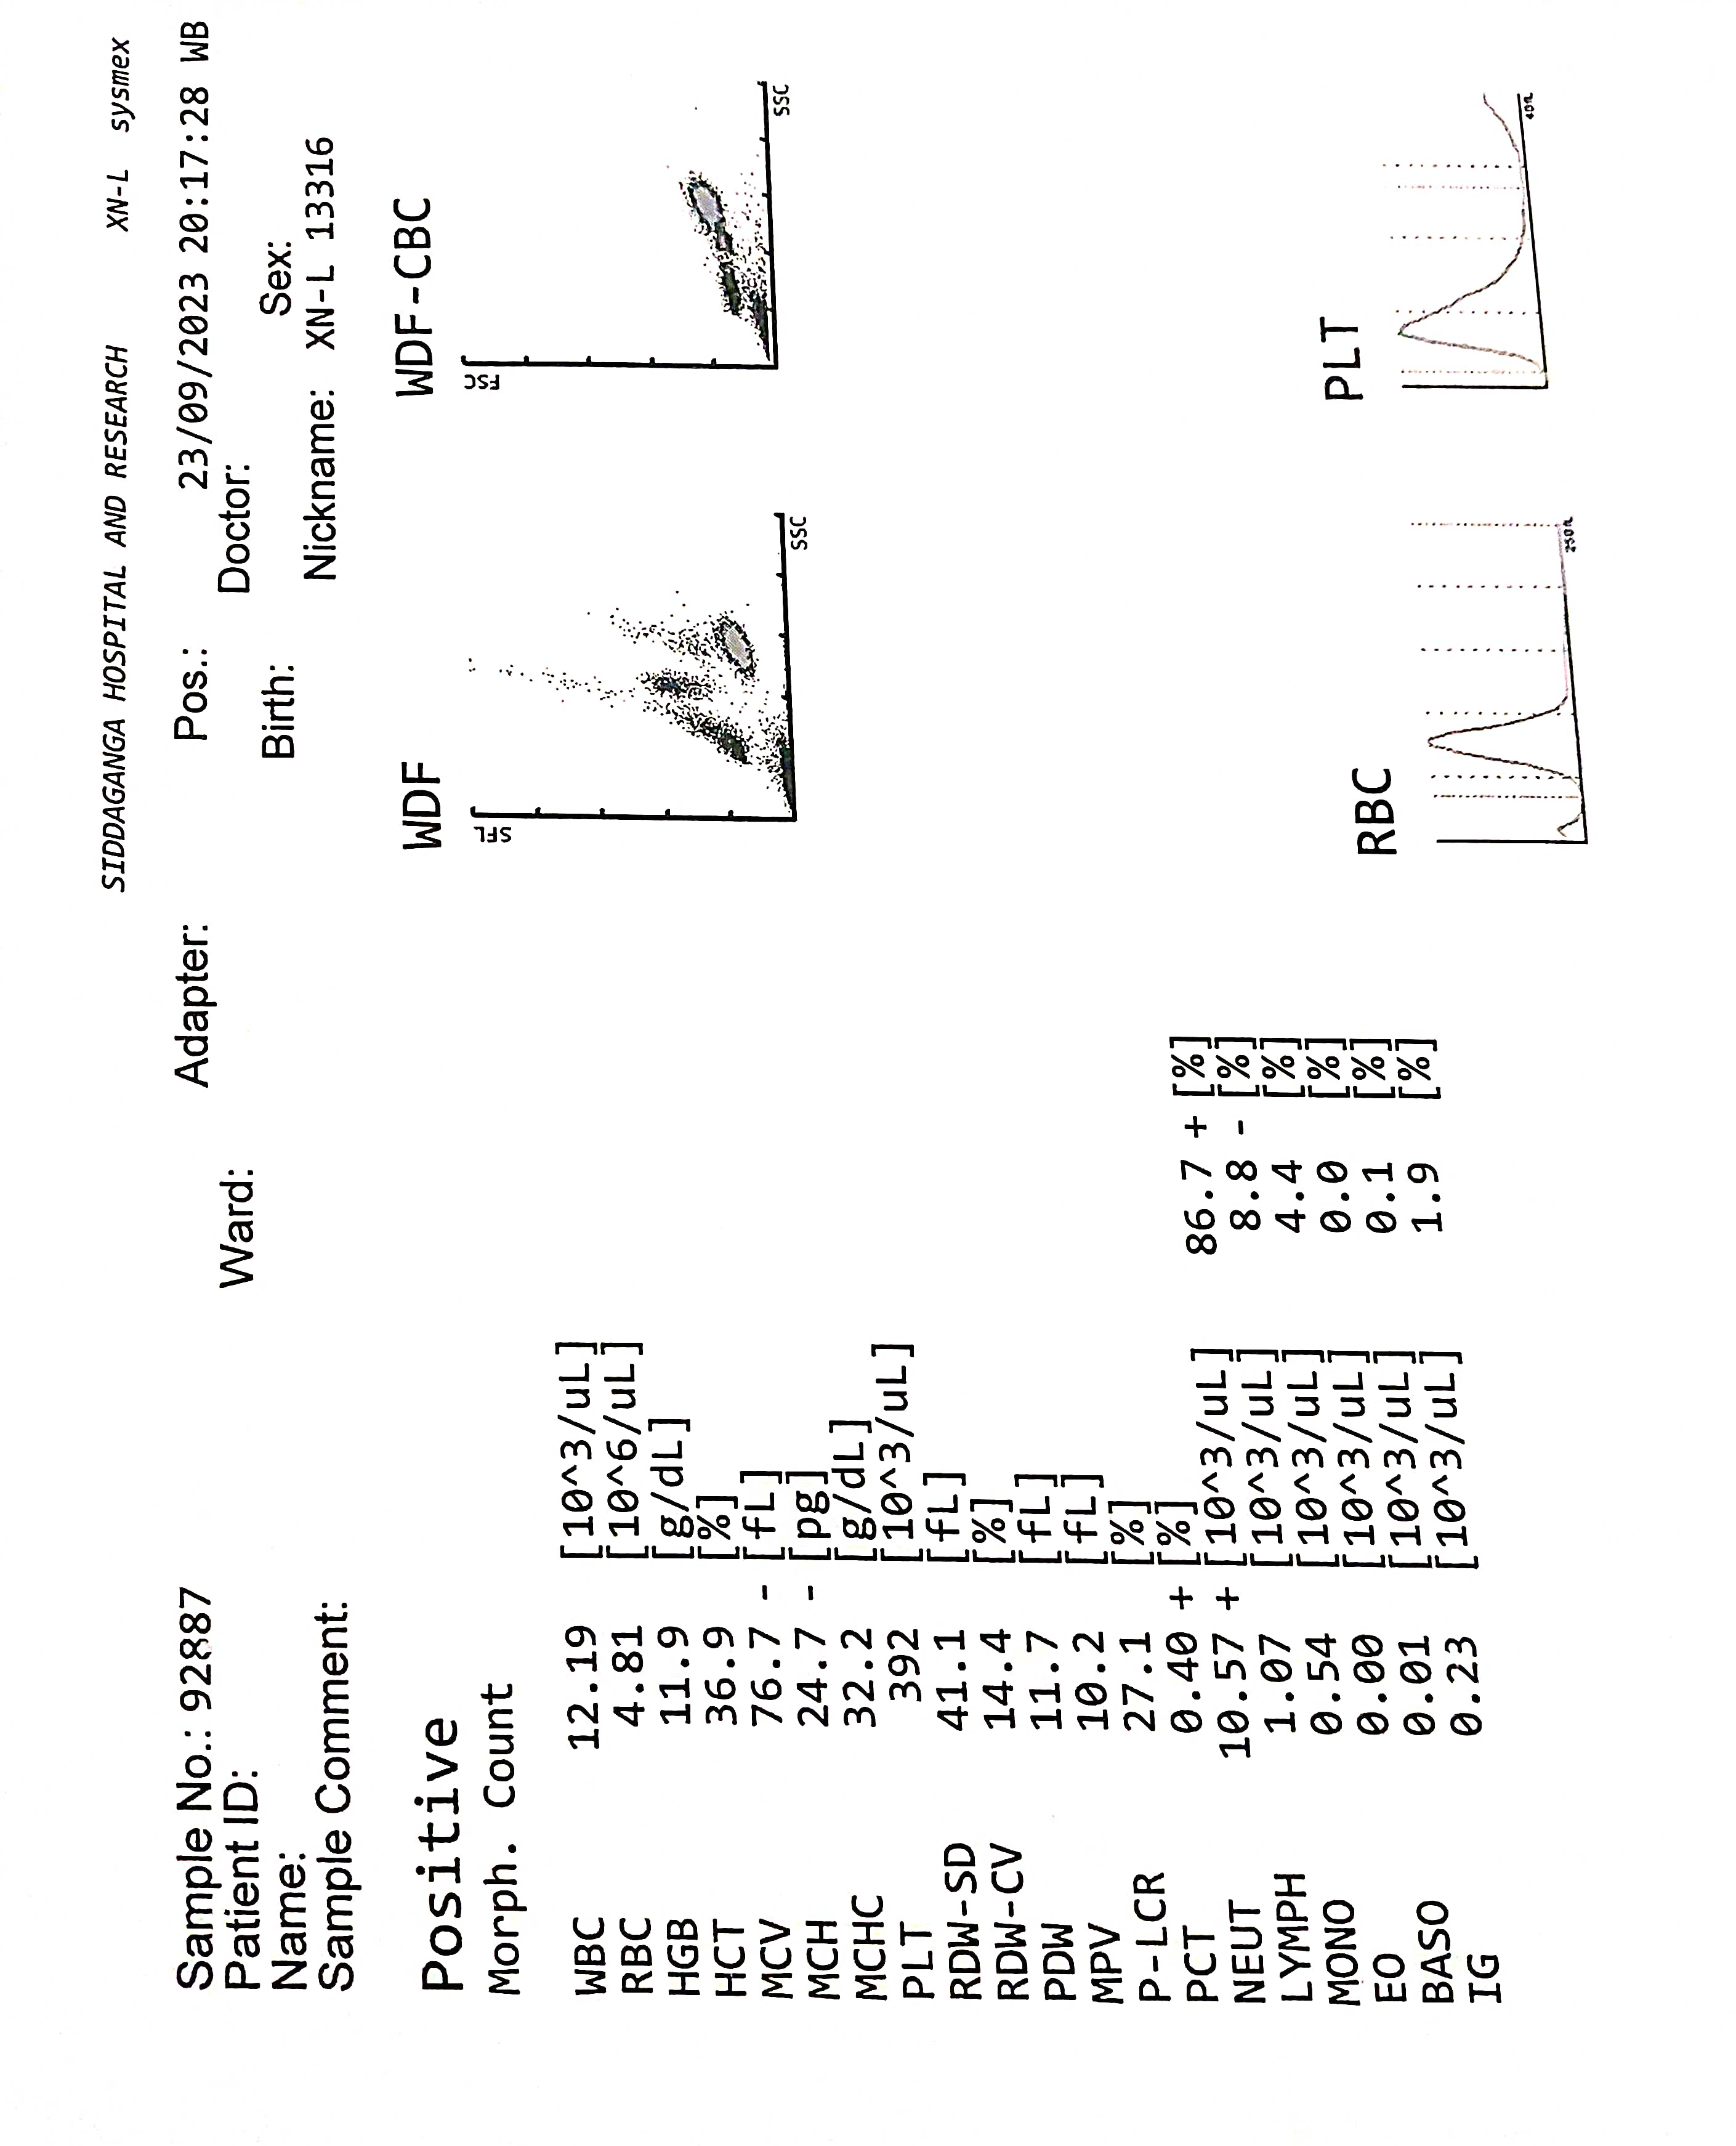 SIDDAGANGA HOSPITAL AND RESEARCH XN-L sysmex
Sample No.: 92887 Adapter: Pos.: 23/09/2023 20:17:28 WB
Patient ID: Ward: Doctor:
Name: Birth: Sex:
Sample Comment: Nickname: XN-L 13316
Positive
Morph. Count
WDF WDF-CBC
SFL FSC
SSC SSC
WBC 12.19 [10^3/uL]
RBC 4.81 [10^6/uL]
HGB 11.9 [g/dL]
HCT 36.9 [%]
MCV 76.7 - [fL]
MCH 24.7 - [pg]
MCHC 32.2 [g/dL]
PLT 392 [10^3/uL]
RDW-SD 41.1 [fL]
RDW-CV 14.4 [%]
PDW 11.7 [fL]
MPV 10.2 [fL]
P-LCR 27.1 [%]
PCT 0.40 + [%]
NEUT 10.57 + [10^3/uL] 86.7 + [%]
LYMPH 1.07 [10^3/uL] 8.8 - [%]
MONO 0.54 [10^3/uL] 4.4 [%]
EO 0.00 [10^3/uL] 0.0 [%]
BASO 0.01 [10^3/uL] 0.1 [%]
IG 0.23 [10^3/uL] 1.9 [%]
RBC PLT
250fL 40fL